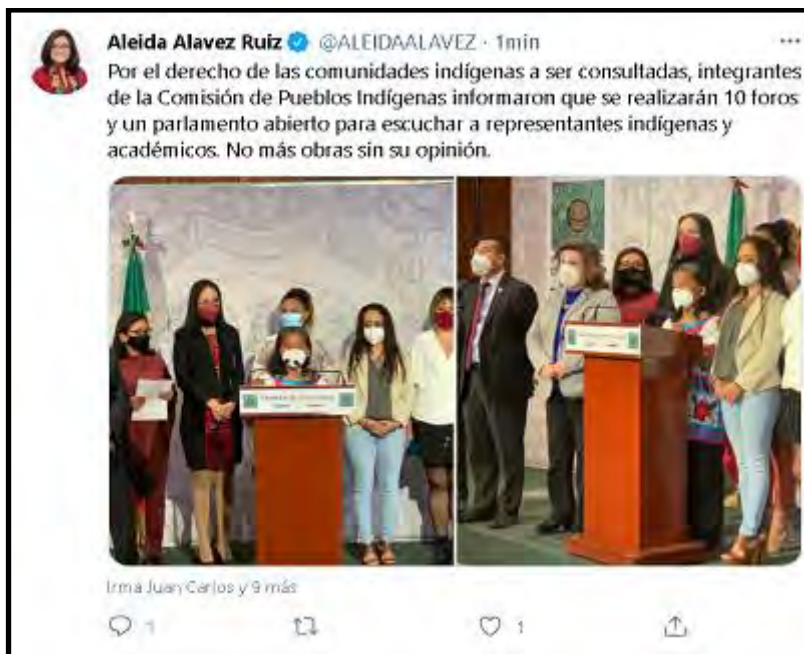 Aleida Alavez Ruiz @ALEIDAALAVEZ · 1min
Por el derecho de las comunidades indígenas a ser consultadas, integrantes
de la Comisión de Pueblos Indígenas informaron que se realizarán 10 foros
y un parlamento abierto para escuchar a representantes indígenas y
académicos. No más obras sin su opinión.
Irma Juan Carlos y 9 más
1
1